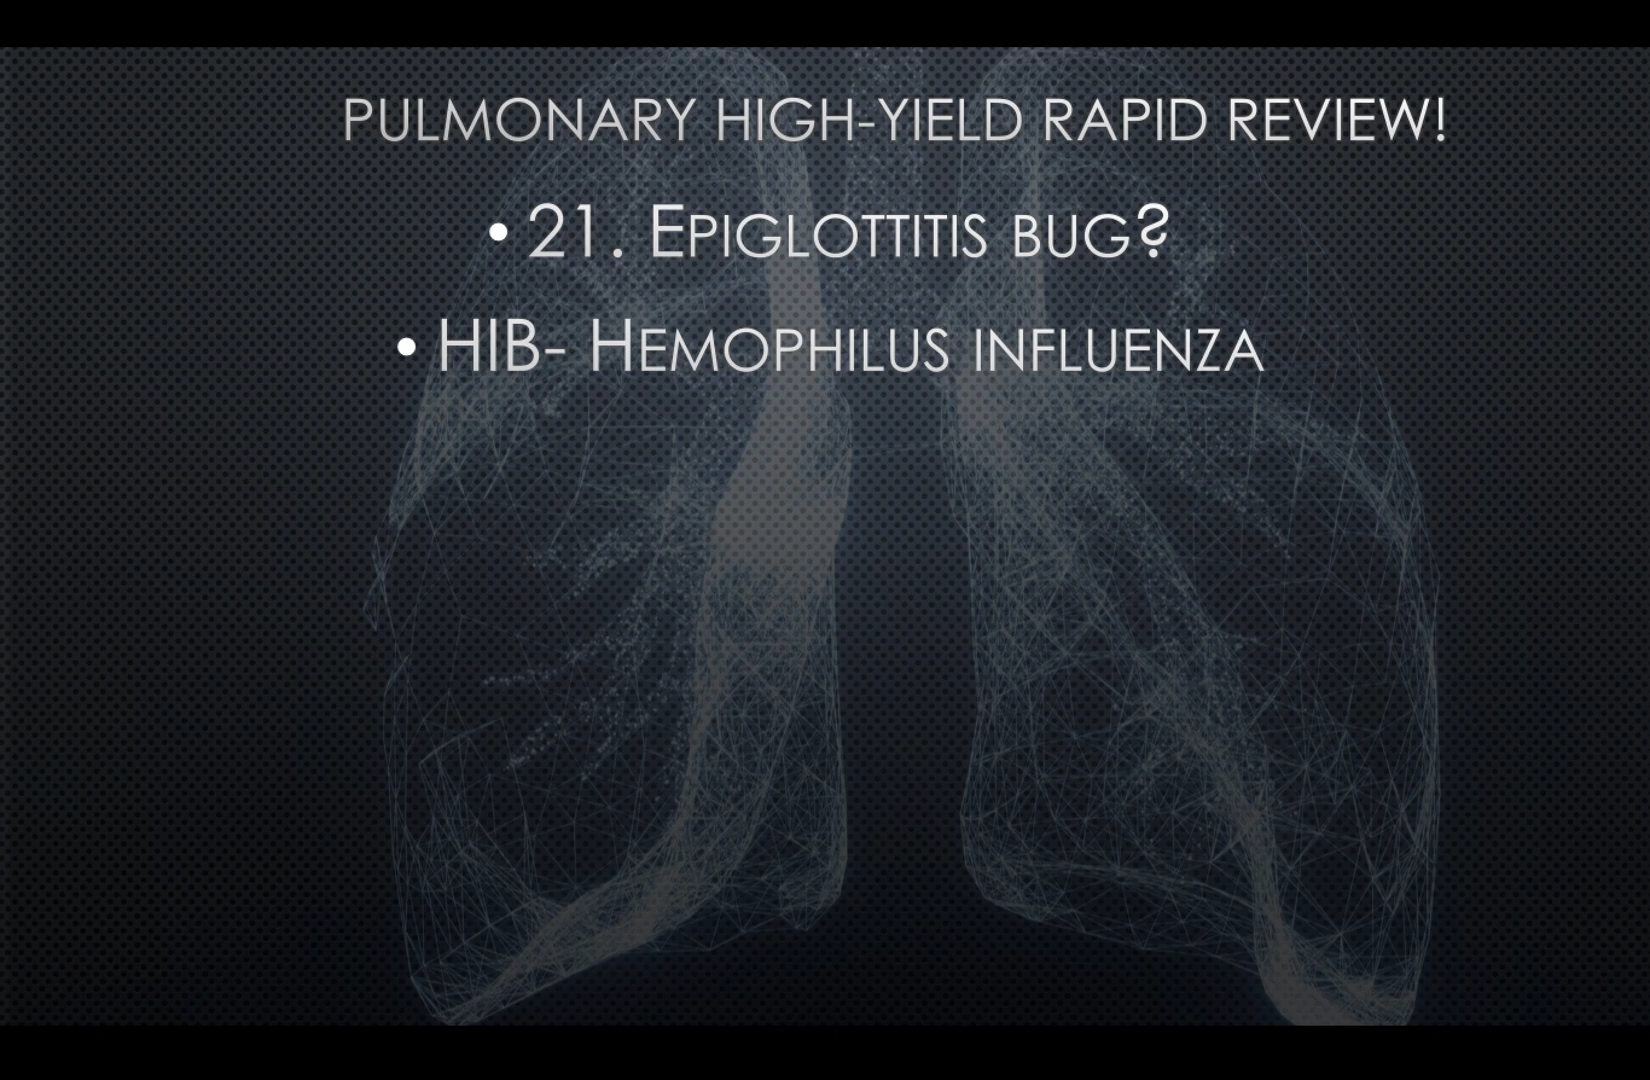 PULMONARY HIGH-YIELD RAPID REVIEW!
• 21. EPIGLOTTITIS BUG?
• HIB- HEMOPHILUS INFLUENZA